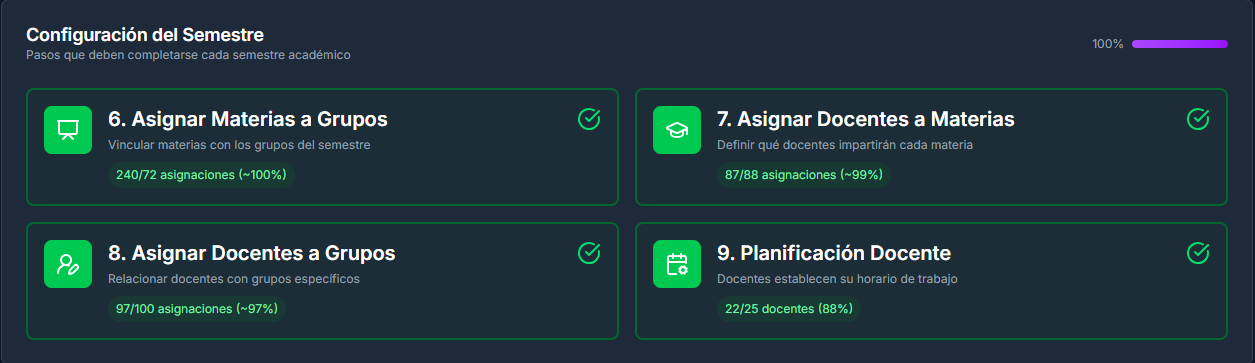 Configuración del Semestre
Pasos que deben completarse cada semestre académico
100%
6. Asignar Materias a Grupos
Vincular materias con los grupos del semestre
240/72 asignaciones (~100%)
7. Asignar Docentes a Materias
Definir qué docentes impartirán cada materia
87/88 asignaciones (~99%)
8. Asignar Docentes a Grupos
Relacionar docentes con grupos específicos
97/100 asignaciones (~97%)
9. Planificación Docente
Docentes establecen su horario de trabajo
22/25 docentes (88%)